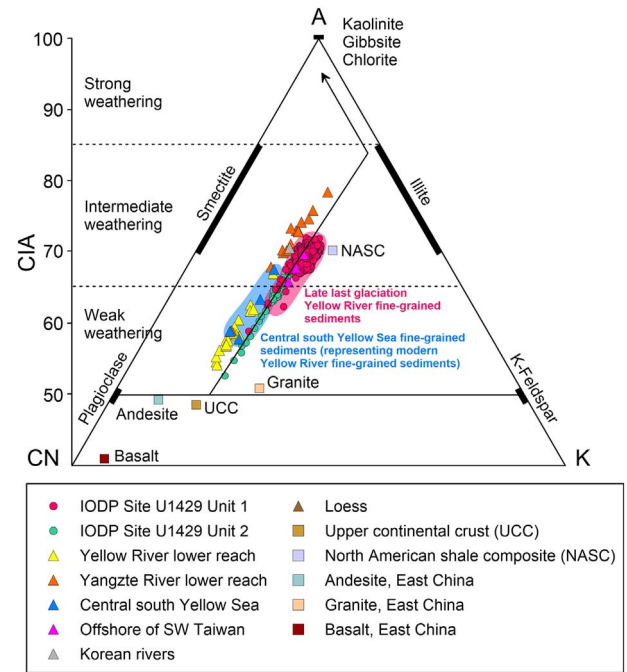 A
Kaolinite
Gibbsite
Chlorite
100
90
80
70
60
50
CIA
Strong
weathering
Intermediate
weathering
Weak
weathering
Smectite
Illite
Plagioclase
K-Feldspar
NASC
Late last glaciation
Yellow River fine-grained
sediments
Central south Yellow Sea fine-grained
sediments (representing modern
Yellow River fine-grained sediments)
Granite
Andesite
UCC
CN
Basalt
K
IODP Site U1429 Unit 1
IODP Site U1429 Unit 2
Yellow River lower reach
Yangzte River lower reach
Central south Yellow Sea
Offshore of SW Taiwan
Korean rivers
Loess
Upper continental crust (UCC)
North American shale composite (NASC)
Andesite, East China
Granite, East China
Basalt, East China